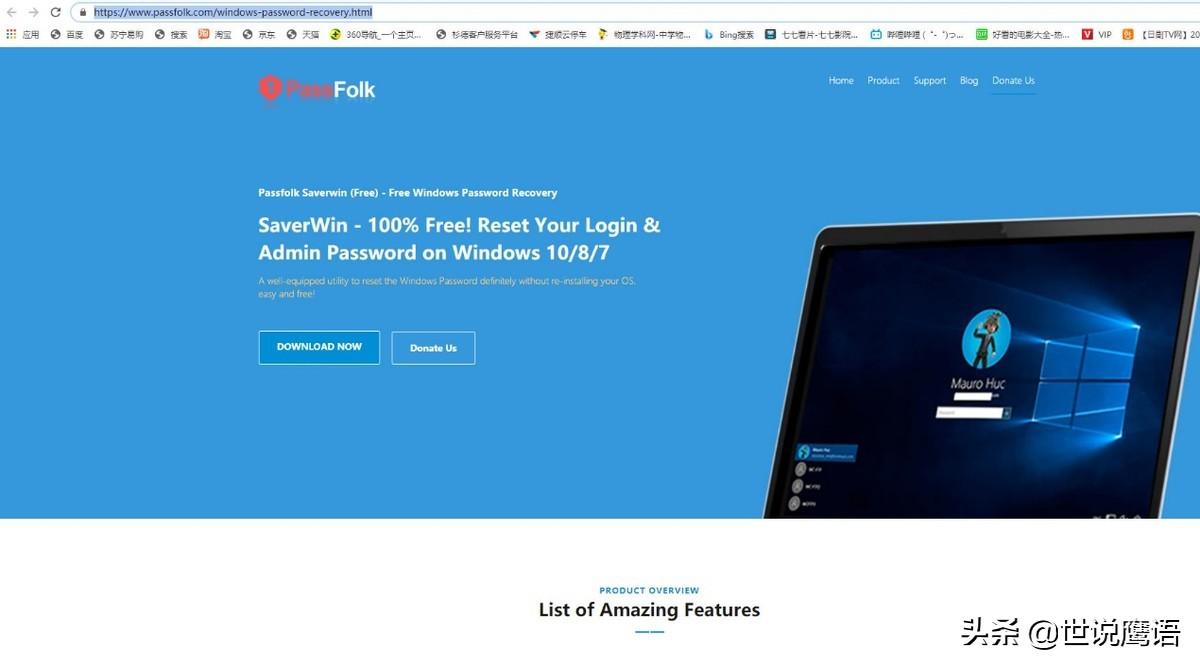 https://www.passfolk.com/windows-password-recovery.html
应用 百度 苏宁易购 搜索 淘宝 京东 天猫 360导航_一个主页... 杉德客户服务平台 捷顺云停车 物理学科网-中学物... Bing搜索 七七看片-七七影院... 哔哩哔哩 ( ゜- ゜)つ... 好看的电影大全-热... VIP 【日剧TV网】20
PassFolk
Home Product Support Blog Donate Us
Passfolk Saverwin (Free) - Free Windows Password Recovery
SaverWin - 100% Free! Reset Your Login &
Admin Password on Windows 10/8/7
A well-equipped utility to reset the Windows Password definitely without re-installing your OS.
easy and free!
DOWNLOAD NOW Donate Us
Mauro Huc
PRODUCT OVERVIEW
List of Amazing Features
头条 @世说鹰语